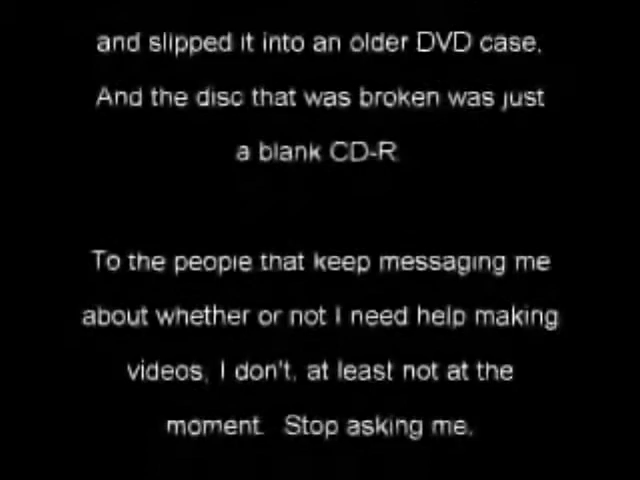 and slipped it into an older DVD case.
And the disc that was broken was just
a blank CD-R
To the people that keep messaging me
about whether or not I need help making
videos, I don't, at least not at the
moment.  Stop asking me.